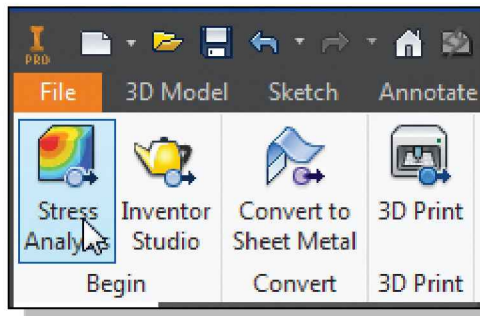 I
PRO
File 3D Model Sketch Annotate
Stress Inventor Convert to 3D Print
Analysis Studio Sheet Metal
Begin Convert 3D Print